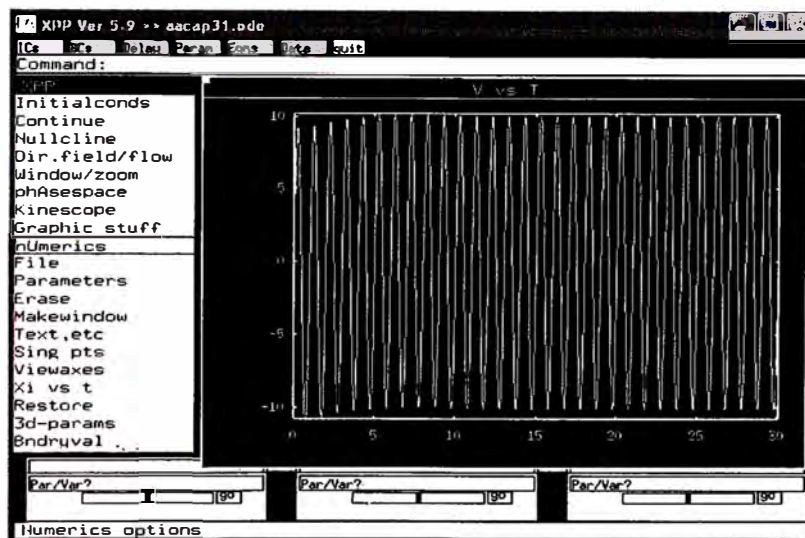 XPP Ver 5.9 >> aacap31.ode
ICs BCs Delay Param Eqns Data quit
Command:
XPP
V vs T
Initialconds
Continue
Nullcline
Dir.field/flow
Window/zoom
phAsespace
Kinescope
Graphic stuff
nUmerics
File
Parameters
Erase
Makewindow
Text,etc
Sing pts
Viewaxes
Xi vs t
Restore
3d-params
Bndryval
10
5
0
-5
-10
0 5 10 15 20 25 30
Par/Var? Par/Var? Par/Var?
go go go
Numerics options